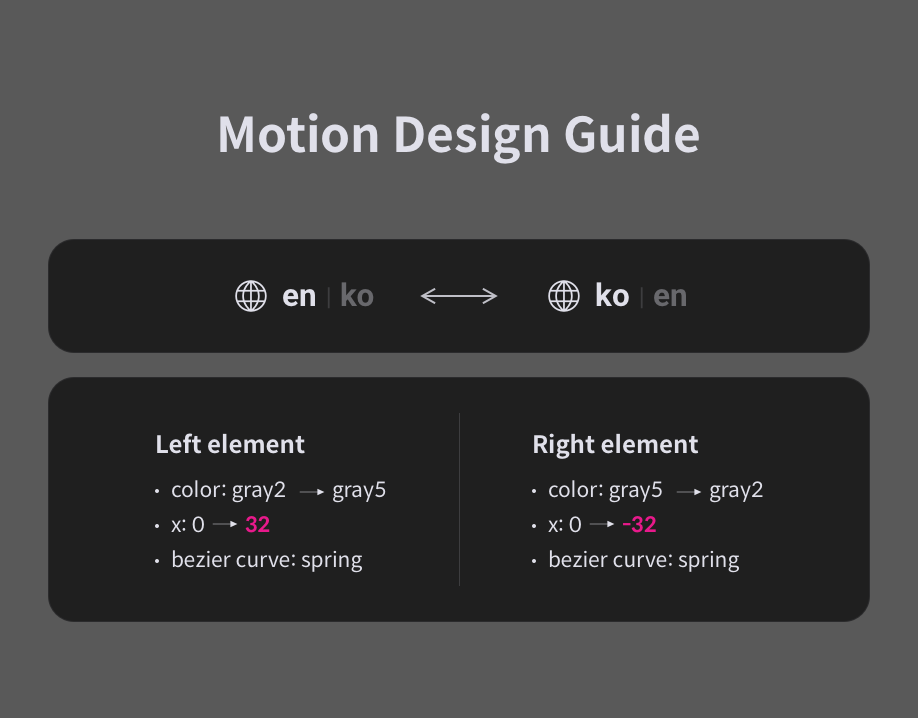 Motion Design Guide
en | ko ⟷ ko | en
Left element
• color: gray2 → gray5
• x: 0 → 32
• bezier curve: spring
Right element
• color: gray5 → gray2
• x: 0 → -32
• bezier curve: spring